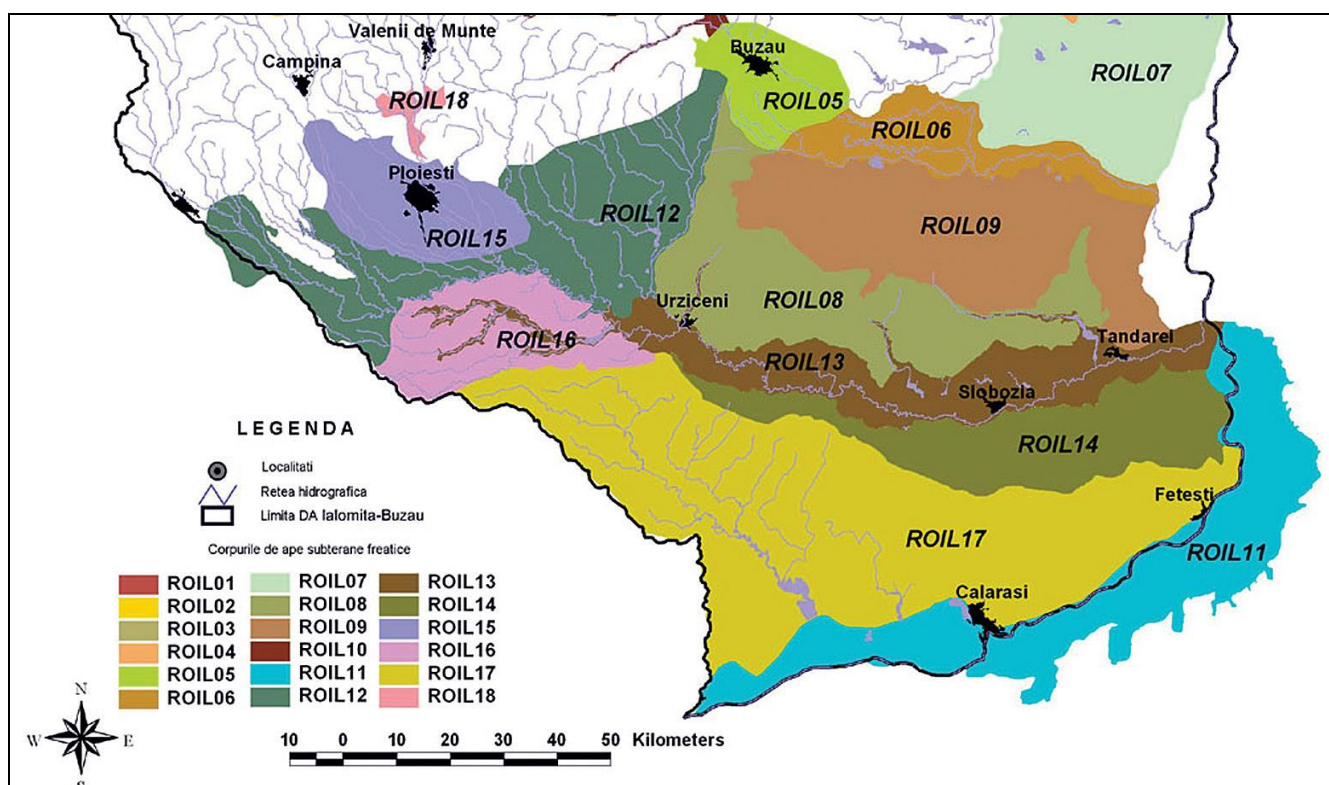 Valenii de Munte
Campina
Buzau
ROIL07
ROIL18
ROIL05
ROIL06
Ploiesti
ROIL12
ROIL09
ROIL15
Urziceni
ROIL08
ROIL16
Tandarei
ROIL13
Slobozia
ROIL14
LEGENDA
Localitati
Retea hidrografica
Limita DA Ialomita-Buzau
Fetesti
ROIL17
ROIL11
Calarasi
Corpurile de ape subterane freatice
ROIL01 ROIL07 ROIL13
ROIL02 ROIL08 ROIL14
ROIL03 ROIL09 ROIL15
ROIL04 ROIL10 ROIL16
ROIL05 ROIL11 ROIL17
ROIL06 ROIL12 ROIL18
N
W E
S
10 0 10 20 30 40 50 Kilometers